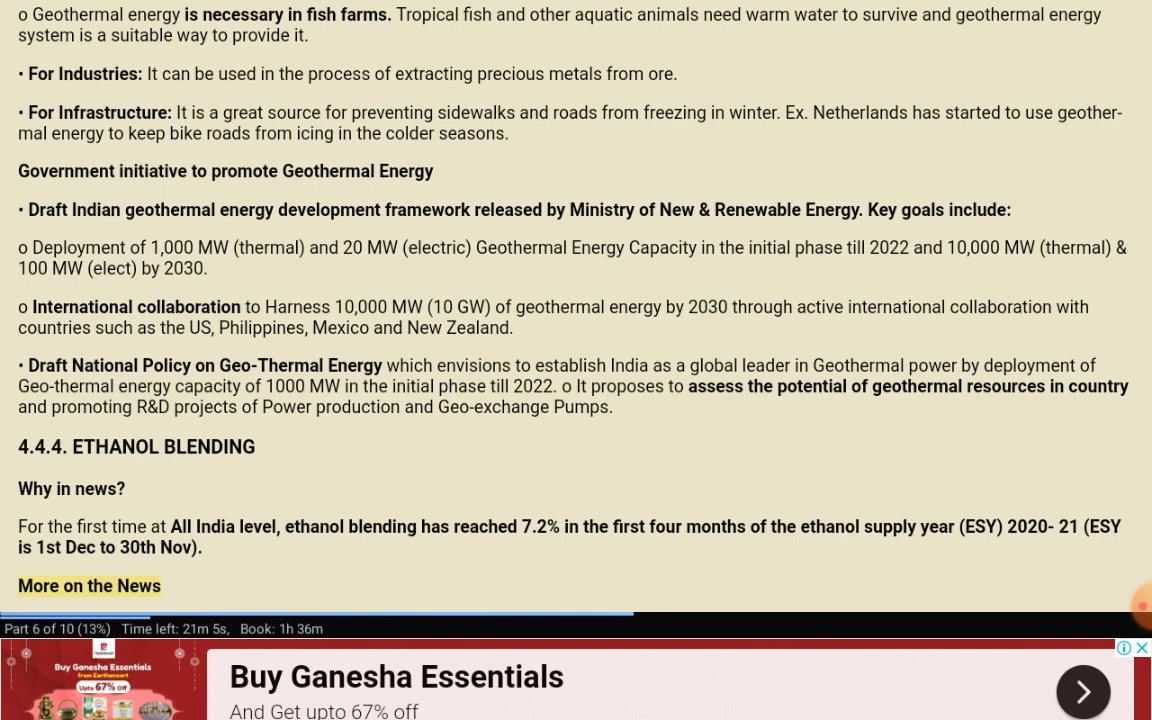 o Geothermal energy is necessary in fish farms. Tropical fish and other aquatic animals need warm water to survive and geothermal energy
system is a suitable way to provide it.
• For Industries: It can be used in the process of extracting precious metals from ore.
• For Infrastructure: It is a great source for preventing sidewalks and roads from freezing in winter. Ex. Netherlands has started to use geother-
mal energy to keep bike roads from icing in the colder seasons.
Government initiative to promote Geothermal Energy
• Draft Indian geothermal energy development framework released by Ministry of New & Renewable Energy. Key goals include:
o Deployment of 1,000 MW (thermal) and 20 MW (electric) Geothermal Energy Capacity in the initial phase till 2022 and 10,000 MW (thermal) &
100 MW (elect) by 2030.
o International collaboration to Harness 10,000 MW (10 GW) of geothermal energy by 2030 through active international collaboration with
countries such as the US, Philippines, Mexico and New Zealand.
• Draft National Policy on Geo-Thermal Energy which envisions to establish India as a global leader in Geothermal power by deployment of
Geo-thermal energy capacity of 1000 MW in the initial phase till 2022. o It proposes to assess the potential of geothermal resources in country
and promoting R&D projects of Power production and Geo-exchange Pumps.
4.4.4. ETHANOL BLENDING
Why in news?
For the first time at All India level, ethanol blending has reached 7.2% in the first four months of the ethanol supply year (ESY) 2020- 21 (ESY
is 1st Dec to 30th Nov).
More on the News
Part 6 of 10 (13%) Time left: 21m 5s, Book: 1h 36m
Buy Ganesha Essentials
from Earthencart
Upto 67% Off
Buy Ganesha Essentials
And Get upto 67% off